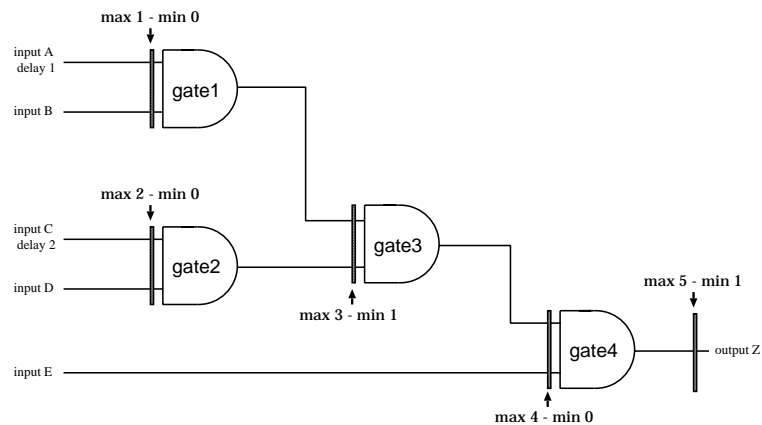 max 1 - min 0
input A
delay 1
gate1
input B
max 2 - min 0
input C
delay 2
gate2
gate3
input D
max 3 - min 1
max 5 - min 1
gate4
output Z
input E
max 4 - min 0